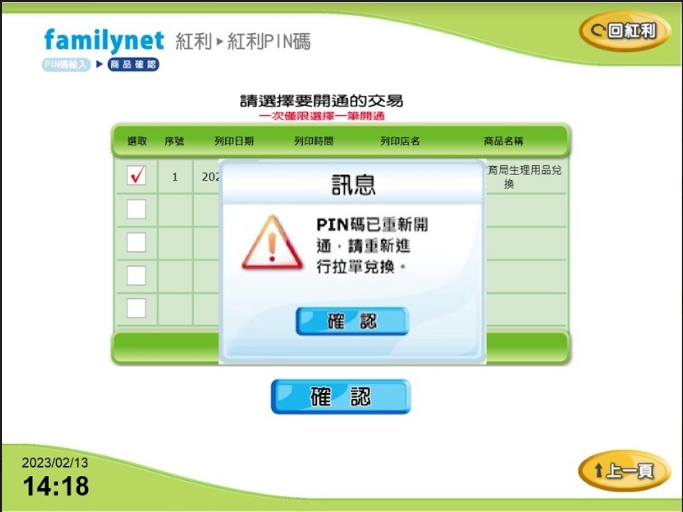 familynet 紅利▶紅利PIN碼
回紅利
PIN碼輸入 ▶ 商品確認
請選擇要開通的交易
一次僅限選擇一筆開通
選取 序號 列印日期 列印時間 列印店名 商品名稱
1 202 育局生理用品兌
換
訊息
PIN碼已重新開
通，請重新進
行拉單兌換。
確認
確認
2023/02/13
14:18
上一頁